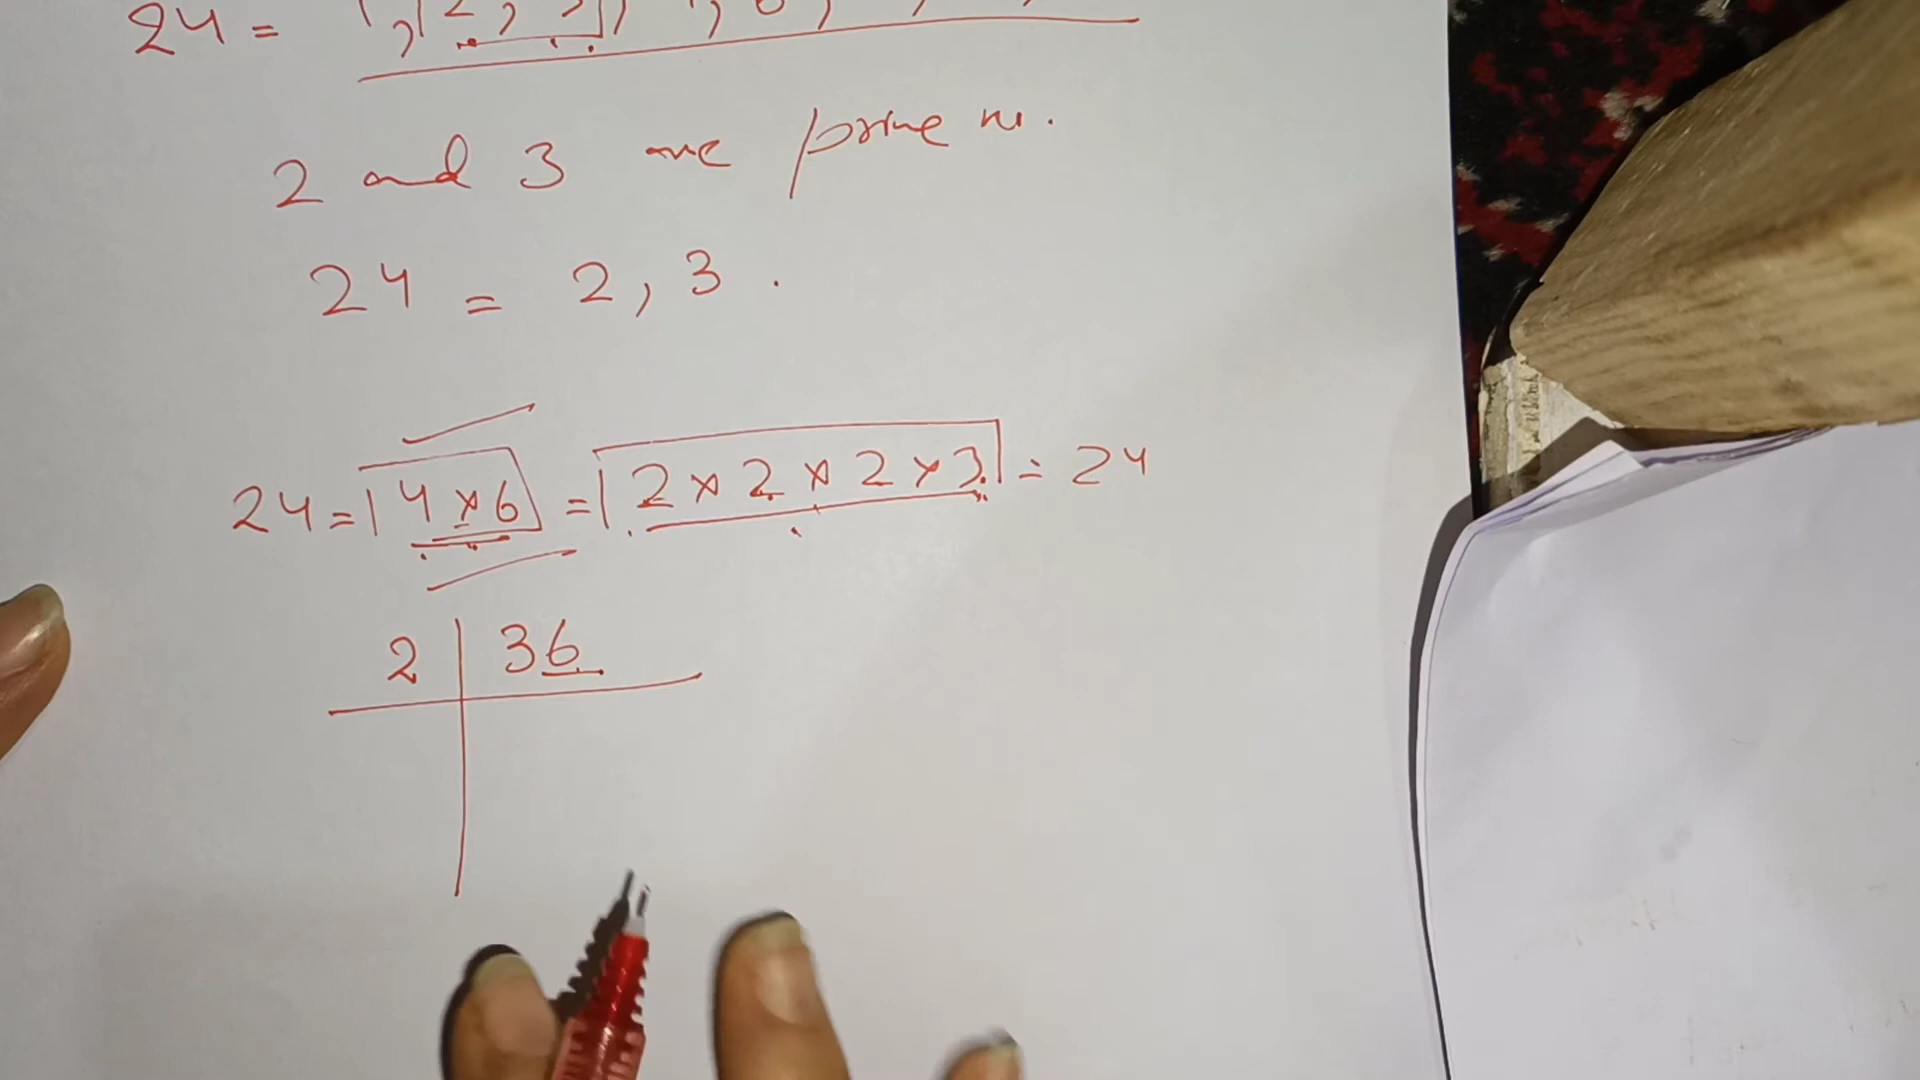 24 =
2 and 3 are prime no.
24 = 2, 3.
24 = 4 x 6 = 2 x 2 x 2 x 3 = 24
2 | 36